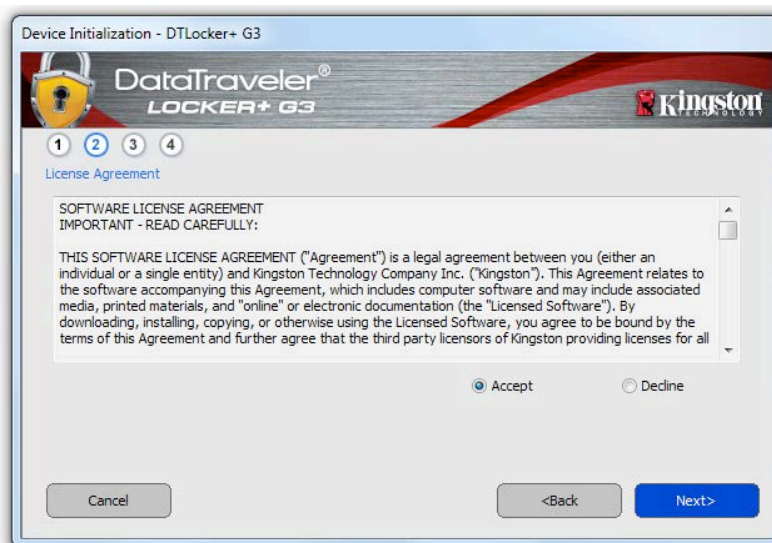 Device Initialization - DTLocker+ G3
DataTraveler®
LOCKER+ G3
Kingston
TECHNOLOGY
1 2 3 4
License Agreement
SOFTWARE LICENSE AGREEMENT
IMPORTANT - READ CAREFULLY:
THIS SOFTWARE LICENSE AGREEMENT ("Agreement") is a legal agreement between you (either an
individual or a single entity) and Kingston Technology Company Inc. ("Kingston"). This Agreement relates to
the software accompanying this Agreement, which includes computer software and may include associated
media, printed materials, and "online" or electronic documentation (the "Licensed Software"). By
downloading, installing, copying, or otherwise using the Licensed Software, you agree to be bound by the
terms of this Agreement and further agree that the third party licensors of Kingston providing licenses for all
Accept Decline
Cancel <Back Next>